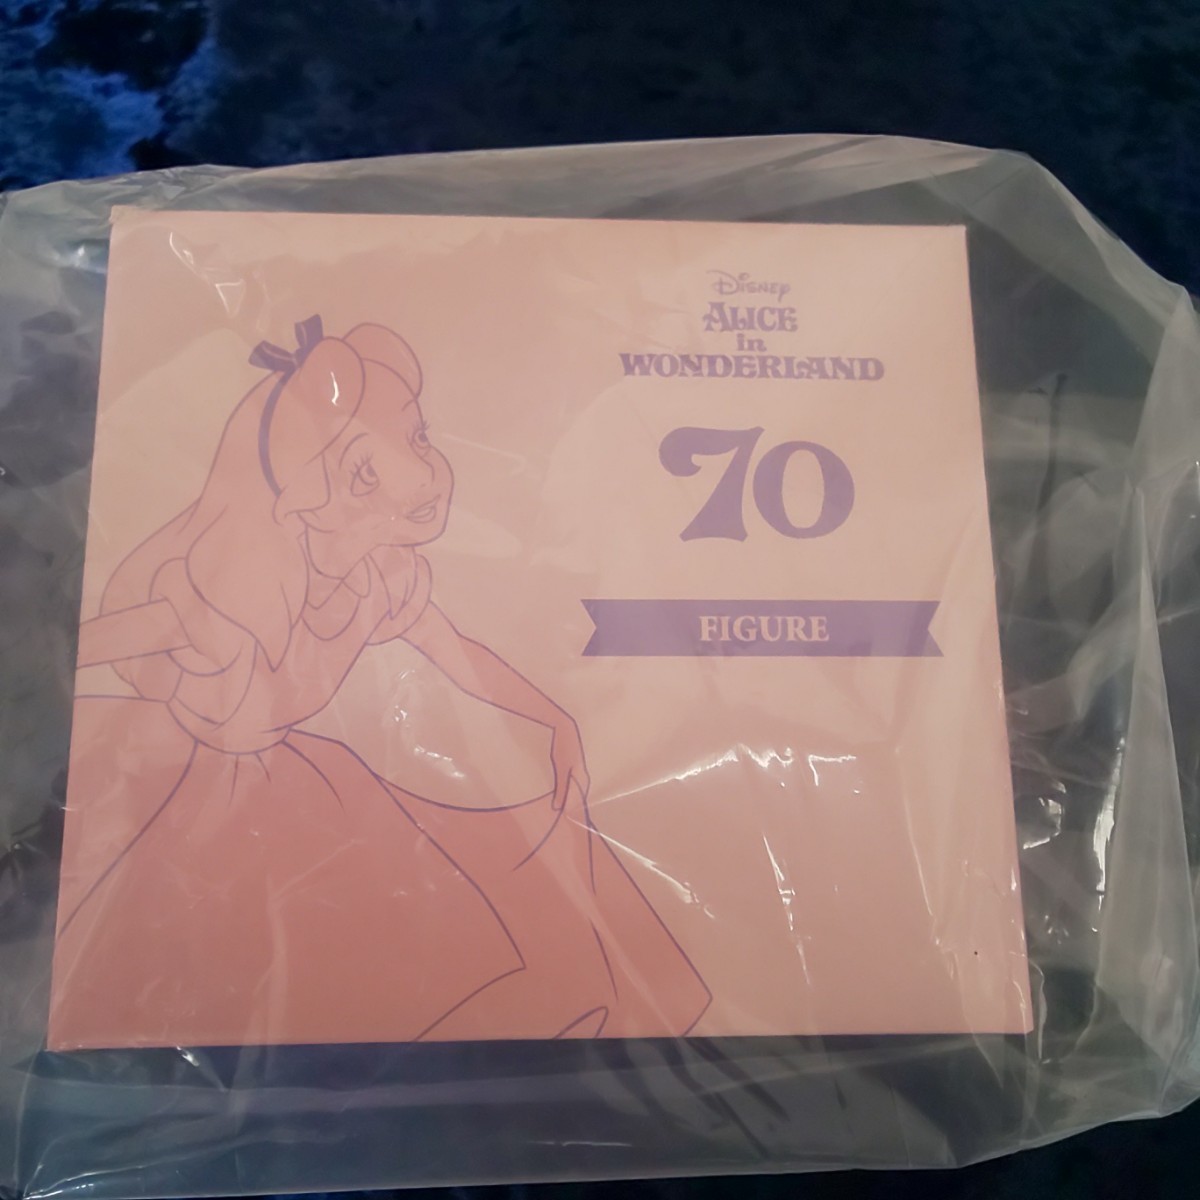 Disney
ALICE
in
WONDERLAND
70
FIGURE